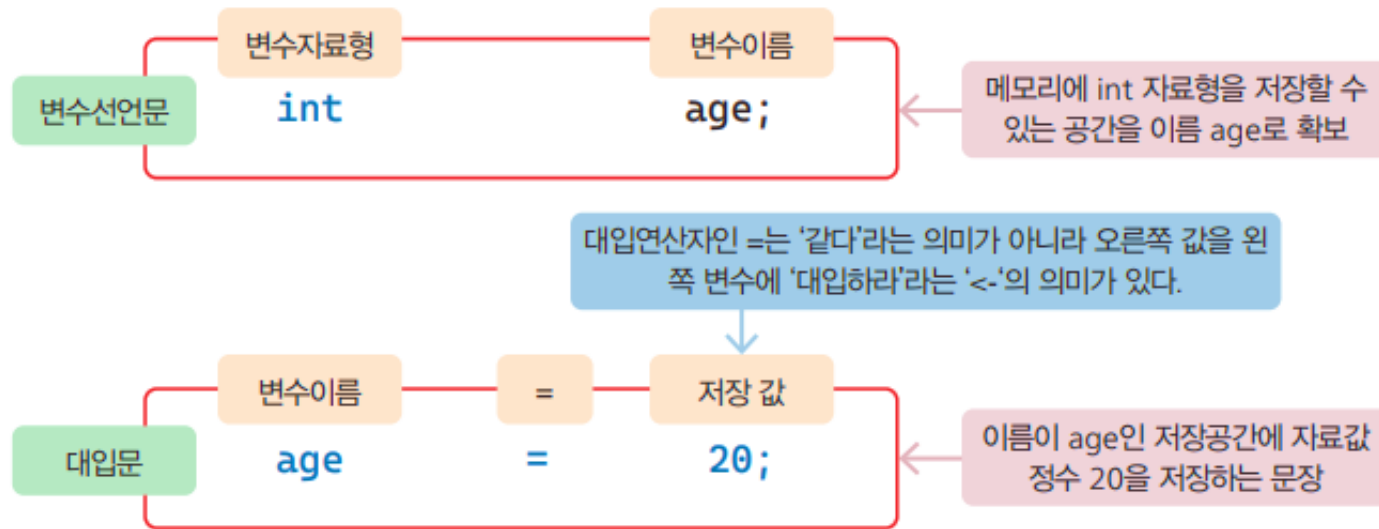 변수자료형 변수이름
변수선언문 int age;
메모리에 int 자료형을 저장할 수
있는 공간을 이름 age로 확보
대입연산자인 =는 ‘같다’라는 의미가 아니라 오른쪽 값을 왼
쪽 변수에 ‘대입하라’라는 ‘<-‘의 의미가 있다.
변수이름 = 저장 값
대입문 age = 20;
이름이 age인 저장공간에 자료값
정수 20을 저장하는 문장